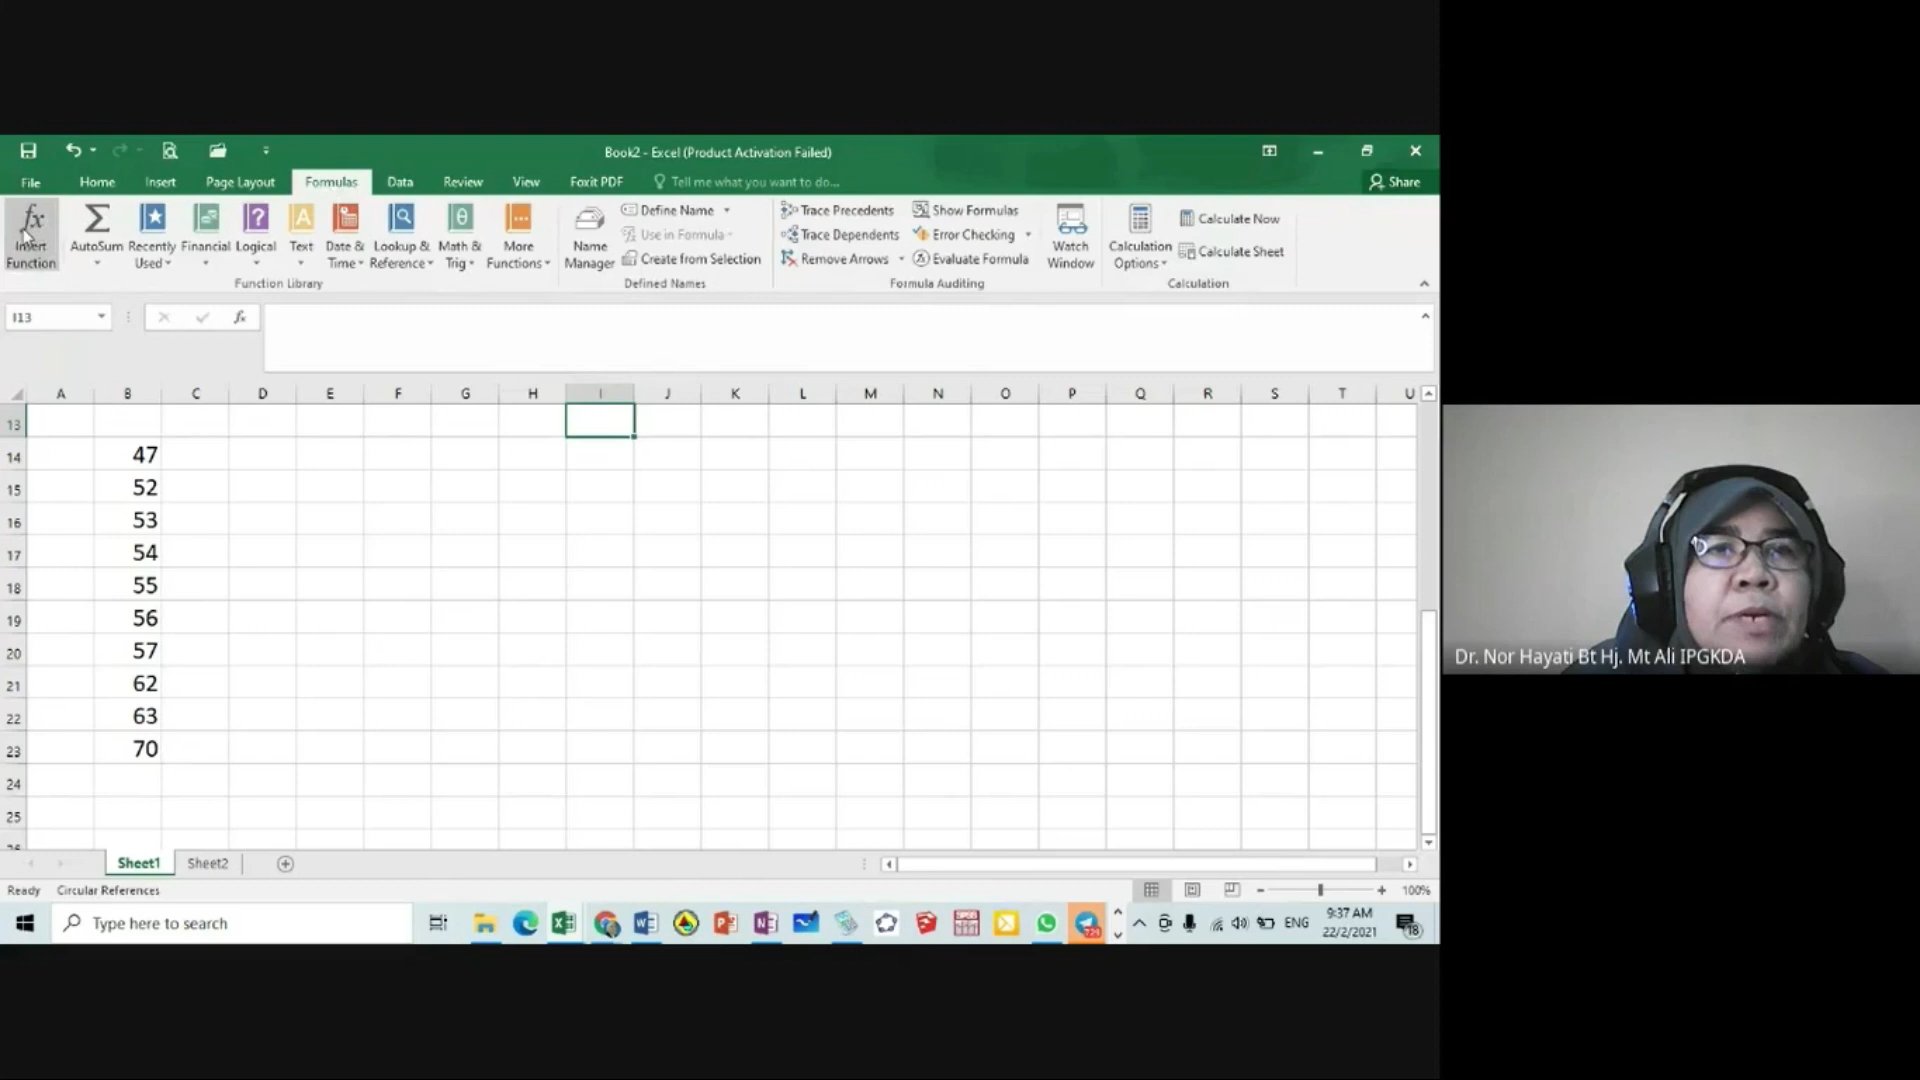 Book2 - Excel (Product Activation Failed)
File Home Insert Page Layout Formulas Data Review View Foxit PDF Tell me what you want to do... Share
Insert Function
AutoSum
Recently Used
Financial
Logical
Text
Date & Time
Lookup & Reference
Math & Trig
More Functions
Function Library
Name Manager
Define Name
Use in Formula
Create from Selection
Defined Names
Trace Precedents
Trace Dependents
Remove Arrows
Show Formulas
Error Checking
Evaluate Formula
Formula Auditing
Watch Window
Calculation Options
Calculate Now
Calculate Sheet
Calculation
I13 fx
A B C D E F G H I J K L M N O P Q R S T U
13
14 47
15 52
16 53
17 54
18 55
19 56
20 57
21 62
22 63
23 70
24
25
Dr. Nor Hayati Bt Hj. Mt Ali IPGKDA
Sheet1 Sheet2
Ready Circular References 100%
Type here to search
ENG
9:37 AM
22/2/2021
18